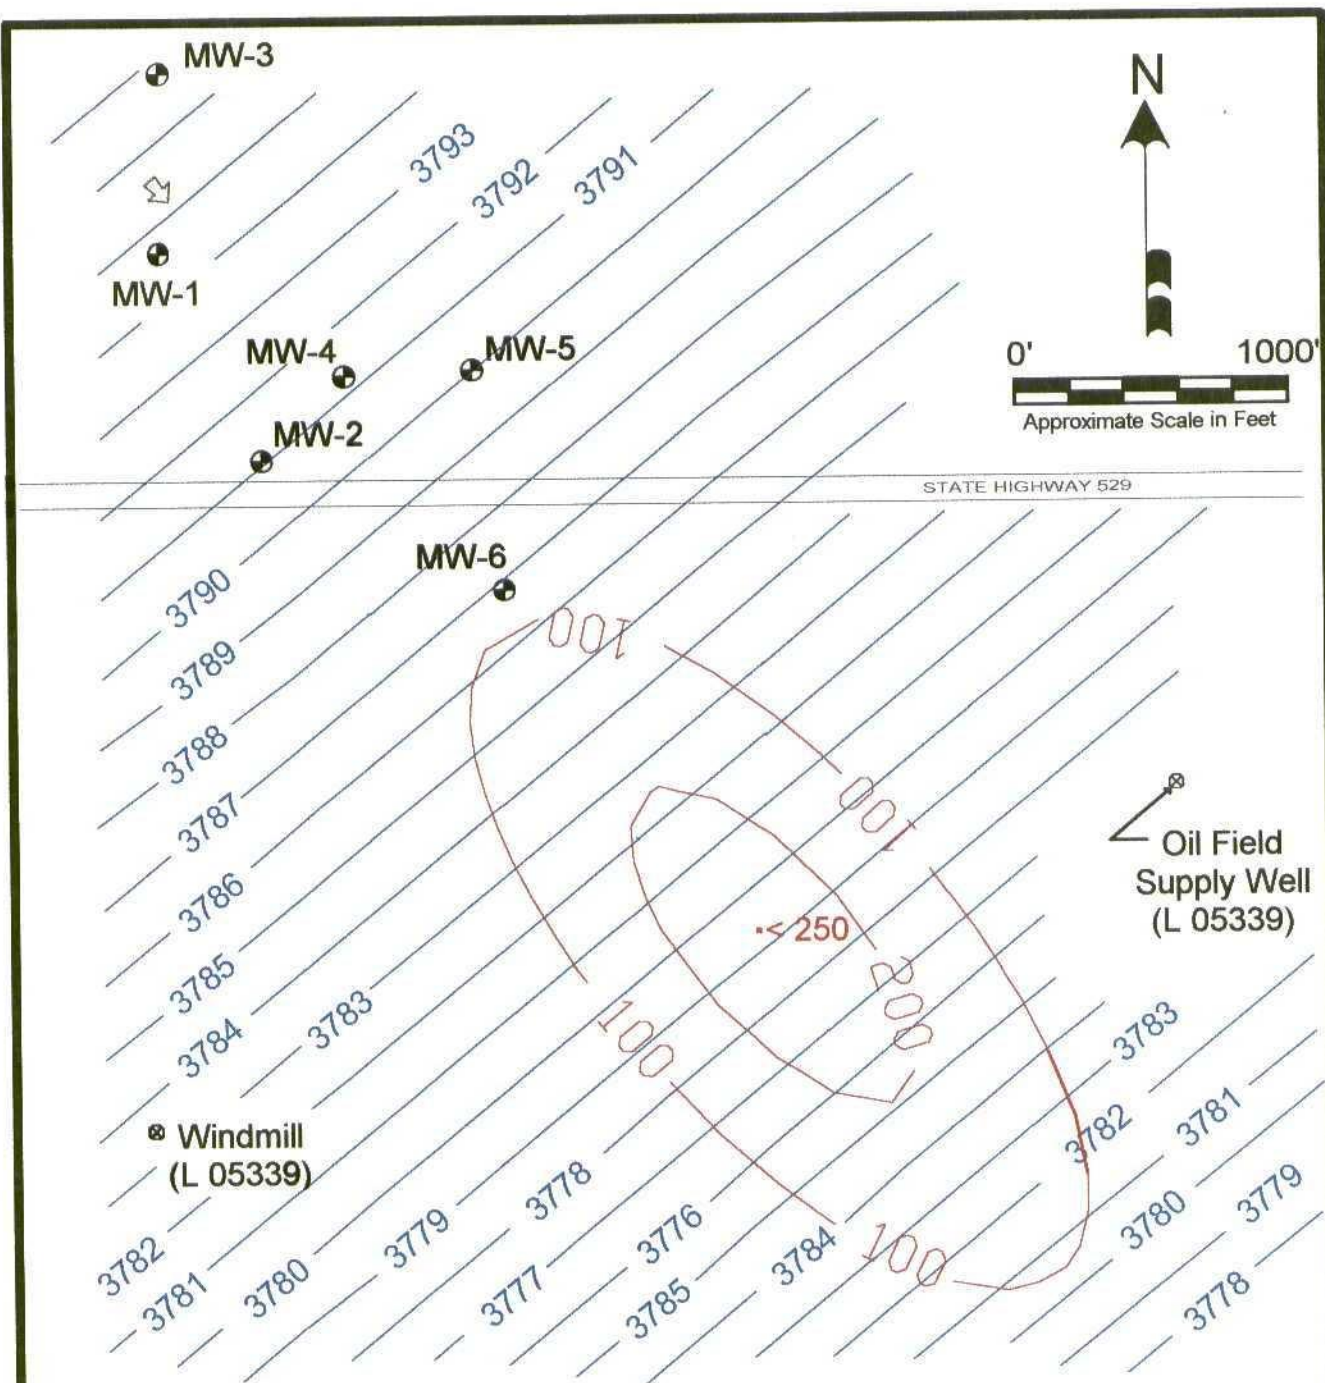 MW-3
N
3793
3792
3791
MW-1
0' 1000'
Approximate Scale in Feet
MW-4
MW-5
MW-2
STATE HIGHWAY 529
MW-6
3790
100
3789
3788
100
3787
Oil Field
Supply Well
(L 05339)
3786
< 250
3785
200
3783
3784
100
3783
Windmill
(L 05339)
3782
3781
3778
3779
3776
3784
3780
3779
100
3782
3781
3780
3777
3785
3778